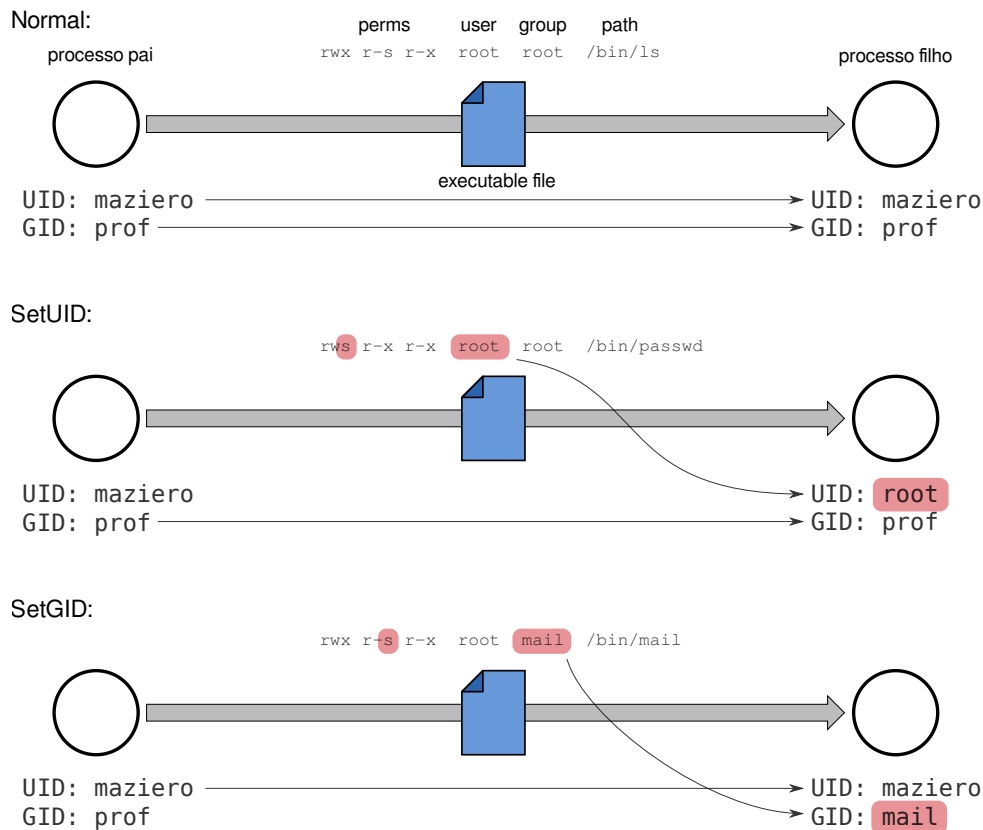 Normal:
perms user group path
rwx r-s r-x root root /bin/ls
processo pai
processo filho
executable file
UID: maziero
GID: prof
UID: maziero
GID: prof
SetUID:
rws r-x r-x root root /bin/passwd
UID: maziero
GID: prof
UID: root
GID: prof
SetGID:
rwx r-s r-x root mail /bin/mail
UID: maziero
GID: prof
UID: maziero
GID: mail